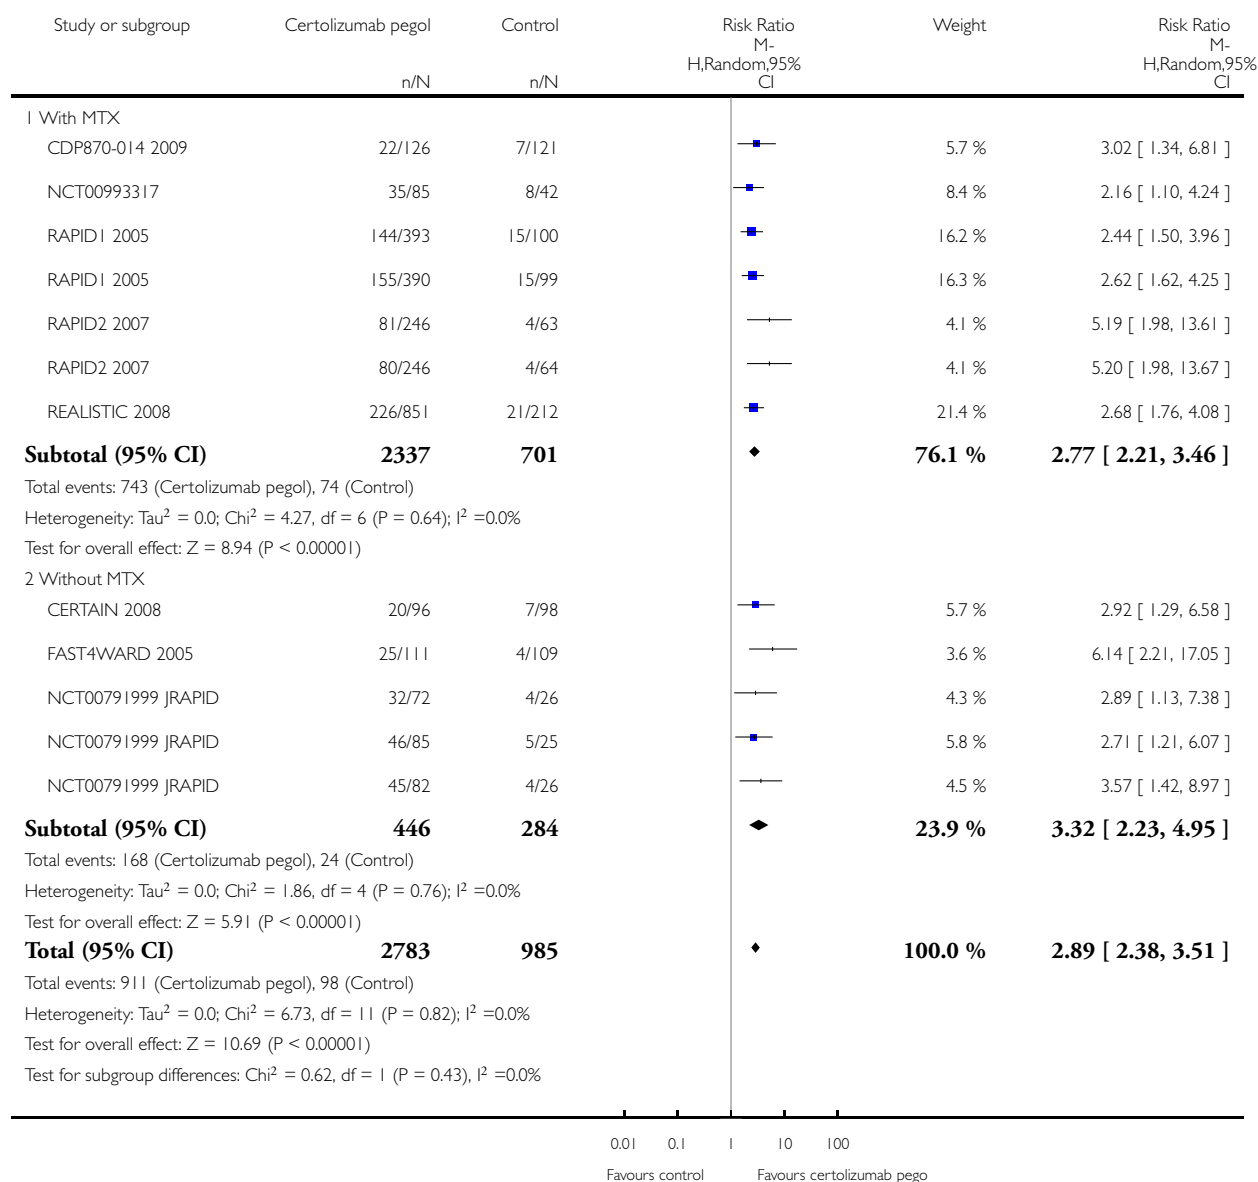 Study or subgroup Certolizumab pegol Control Risk Ratio Weight Risk Ratio
M- M-
H,Random,95% H,Random,95%
n/N n/N CI CI
1 With MTX
CDP870-014 2009 22/126 7/121 5.7 % 3.02 [ 1.34, 6.81 ]
NCT00993317 35/85 8/42 8.4 % 2.16 [ 1.10, 4.24 ]
RAPID1 2005 144/393 15/100 16.2 % 2.44 [ 1.50, 3.96 ]
RAPID1 2005 155/390 15/99 16.3 % 2.62 [ 1.62, 4.25 ]
RAPID2 2007 81/246 4/63 4.1 % 5.19 [ 1.98, 13.61 ]
RAPID2 2007 80/246 4/64 4.1 % 5.20 [ 1.98, 13.67 ]
REALISTIC 2008 226/851 21/212 21.4 % 2.68 [ 1.76, 4.08 ]
Subtotal (95% CI) 2337 701 76.1 % 2.77 [ 2.21, 3.46 ]
Total events: 743 (Certolizumab pegol), 74 (Control)
Heterogeneity: Tau² = 0.0; Chi² = 4.27, df = 6 (P = 0.64); I² =0.0%
Test for overall effect: Z = 8.94 (P < 0.00001)
2 Without MTX
CERTAIN 2008 20/96 7/98 5.7 % 2.92 [ 1.29, 6.58 ]
FAST4WARD 2005 25/111 4/109 3.6 % 6.14 [ 2.21, 17.05 ]
NCT00791999 JRAPID 32/72 4/26 4.3 % 2.89 [ 1.13, 7.38 ]
NCT00791999 JRAPID 46/85 5/25 5.8 % 2.71 [ 1.21, 6.07 ]
NCT00791999 JRAPID 45/82 4/26 4.5 % 3.57 [ 1.42, 8.97 ]
Subtotal (95% CI) 446 284 23.9 % 3.32 [ 2.23, 4.95 ]
Total events: 168 (Certolizumab pegol), 24 (Control)
Heterogeneity: Tau² = 0.0; Chi² = 1.86, df = 4 (P = 0.76); I² =0.0%
Test for overall effect: Z = 5.91 (P < 0.00001)
Total (95% CI) 2783 985 100.0 % 2.89 [ 2.38, 3.51 ]
Total events: 911 (Certolizumab pegol), 98 (Control)
Heterogeneity: Tau² = 0.0; Chi² = 6.73, df = 11 (P = 0.82); I² =0.0%
Test for overall effect: Z = 10.69 (P < 0.00001)
Test for subgroup differences: Chi² = 0.62, df = 1 (P = 0.43), I² =0.0%
0.01 0.1 1 10 100
Favours control Favours certolizumab pego